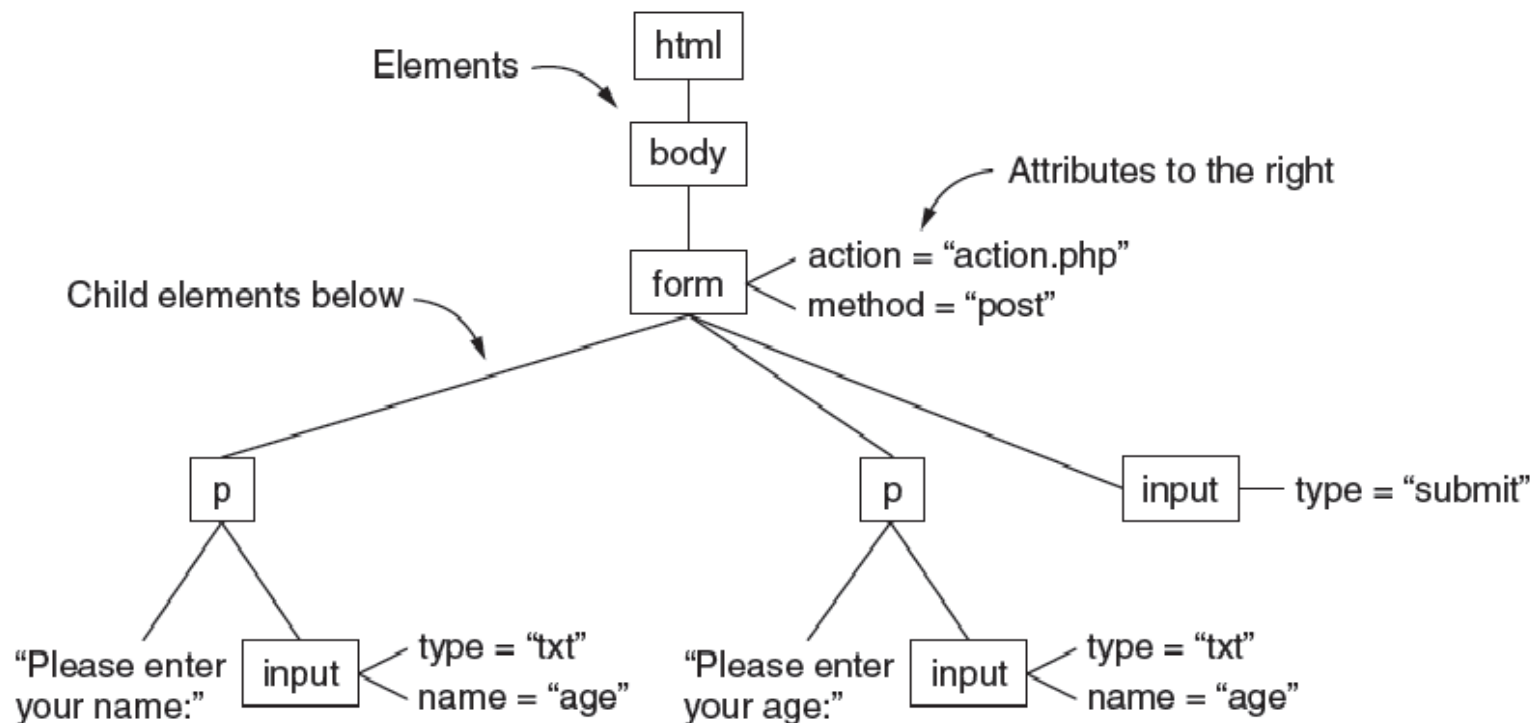 html
Elements
body
Attributes to the right
action = “action.php”
form
method = “post”
Child elements below
p
p
input
type = “submit”
“Please enter
your name:”
input
type = “txt”
name = “age”
“Please enter
your age:”
input
type = “txt”
name = “age”